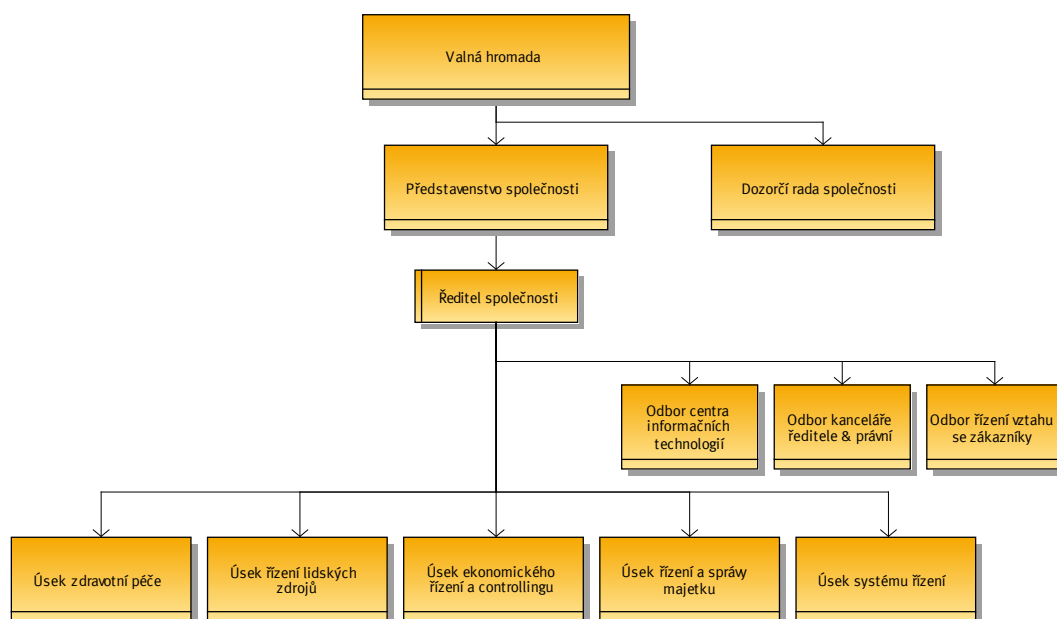 Valná hromada
Představenstvo společnosti
Dozorčí rada společnosti
Ředitel společnosti
Odbor centra
informačních
technologií
Odbor kanceláře
ředitele & právní
Odbor řízení vztahu
se zákazníky
Úsek zdravotní péče
Úsek řízení lidských
zdrojů
Úsek ekonomického
řízení a controllingu
Úsek řízení a správy
majetku
Úsek systému řízení